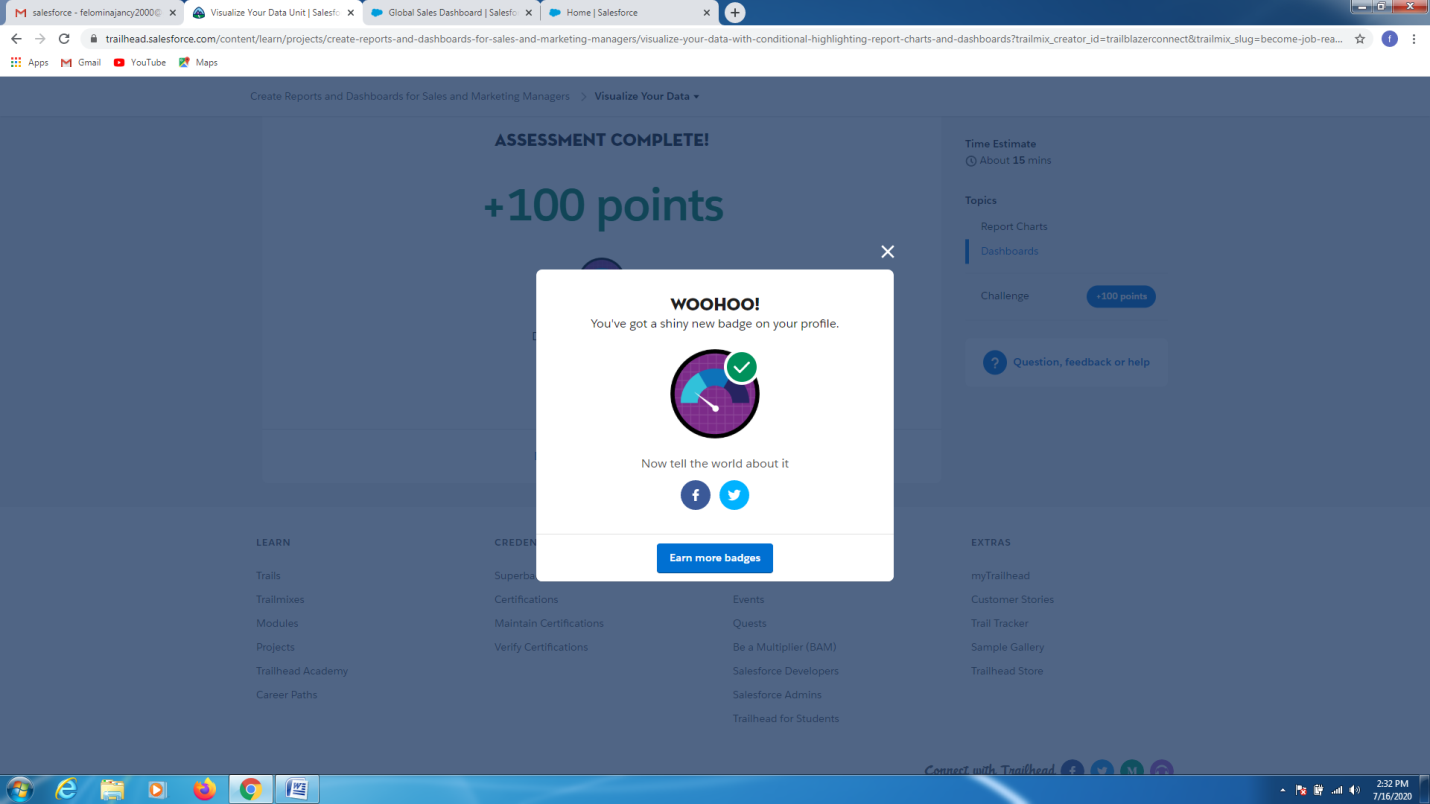 salesforce - felominajancy2000@
Visualize Your Data Unit | Salesfo
Global Sales Dashboard | Salesfo
Home | Salesforce
trailhead.salesforce.com/content/learn/projects/create-reports-and-dashboards-for-sales-and-marketing-managers/visualize-your-data-with-conditional-highlighting-report-charts-and-dashboards?trailmix_creator_id=trailblazerconnect&trailmix_slug=become-job-rea...
f
Apps
Gmail
YouTube
Maps
Create Reports and Dashboards for Sales and Marketing Managers > Visualize Your Data
ASSESSMENT COMPLETE!
+100 points
Time Estimate
About 15 mins
Topics
Report Charts
Dashboards
Challenge
+100 points
? Question, feedback or help
WOOHOO!
You've got a shiny new badge on your profile.
Now tell the world about it
Earn more badges
LEARN
Trails
Trailmixes
Modules
Projects
Trailhead Academy
Career Paths
CREDEN
Superba
Certifications
Maintain Certifications
Verify Certifications
Events
Quests
Be a Multiplier (BAM)
Salesforce Developers
Salesforce Admins
Trailhead for Students
EXTRAS
myTrailhead
Customer Stories
Trail Tracker
Sample Gallery
Trailhead Store
Connect with Trailhead
2:32 PM
7/16/2020